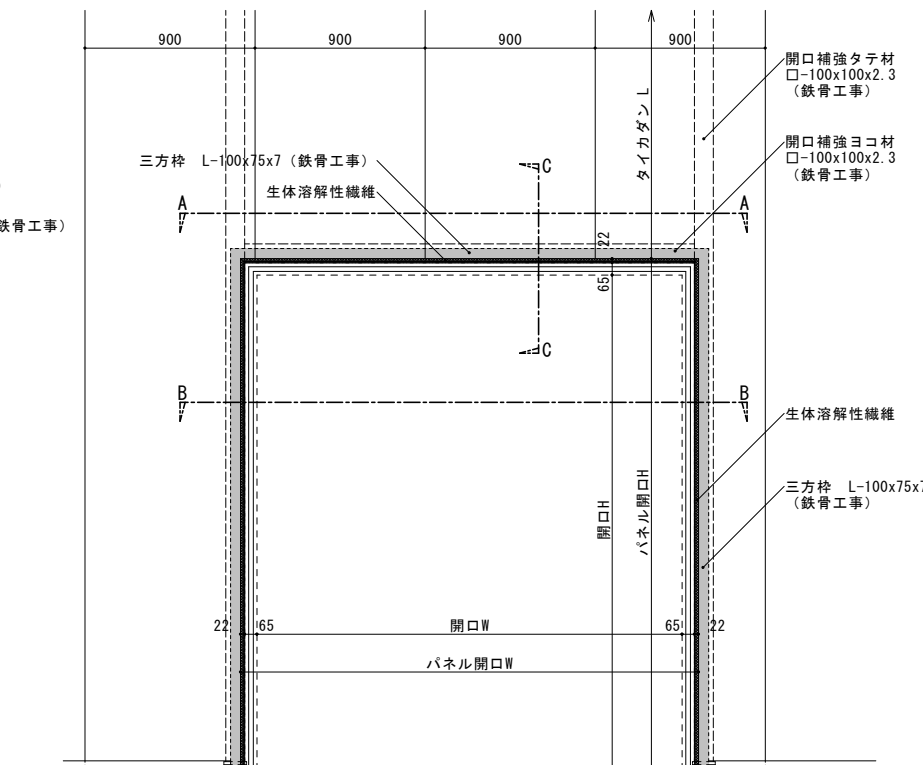 900
900
900
900
開口補強タテ材
□-100x100x2.3
(鉄骨工事)
タイカダン L
開口補強ヨコ材
□-100x100x2.3
(鉄骨工事)
三方枠 L-100x75x7 (鉄骨工事)
C
生体溶解性繊維
A
A
鉄骨工事)
22
65
C
B
B
生体溶解性繊維
三方枠 L-100x75x7
(鉄骨工事)
開口H
パネル開口H
22
65
開口W
65
22
パネル開口W